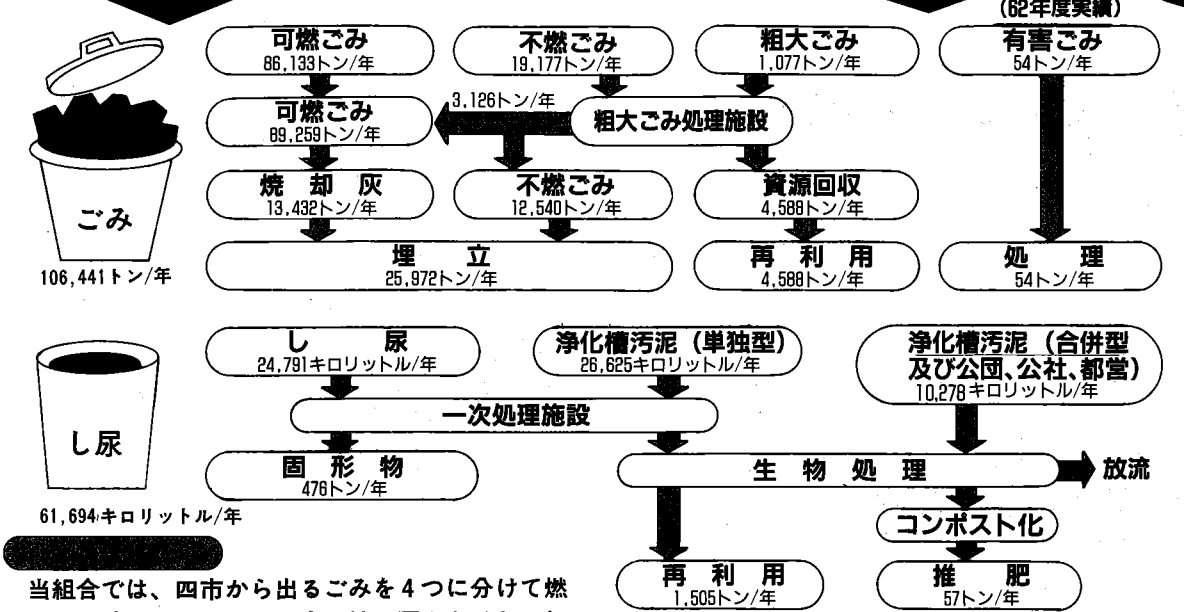 (62年度実績)
可燃ごみ
86,133トン/年
不燃ごみ
19,177トン/年
粗大ごみ
1,077トン/年
有害ごみ
54トン/年
3,126トン/年
可燃ごみ
89,259トン/年
粗大ごみ処理施設
焼却灰
13,432トン/年
不燃ごみ
12,540トン/年
資源回収
4,588トン/年
ごみ
106,441トン/年
埋立
25,972トン/年
再利用
4,588トン/年
処理
54トン/年
し尿
24,791キロリットル/年
浄化槽汚泥(単独型)
26,625キロリットル/年
浄化槽汚泥(合併型
及び公団、公社、都営)
10,278キロリットル/年
一次処理施設
し尿
61,694キロリットル/年
固形物
476トン/年
生物処理
放流
コンポスト化
再利用
1,505トン/年
推肥
57トン/年
当組合では、四市から出るごみを4つに分けて燃